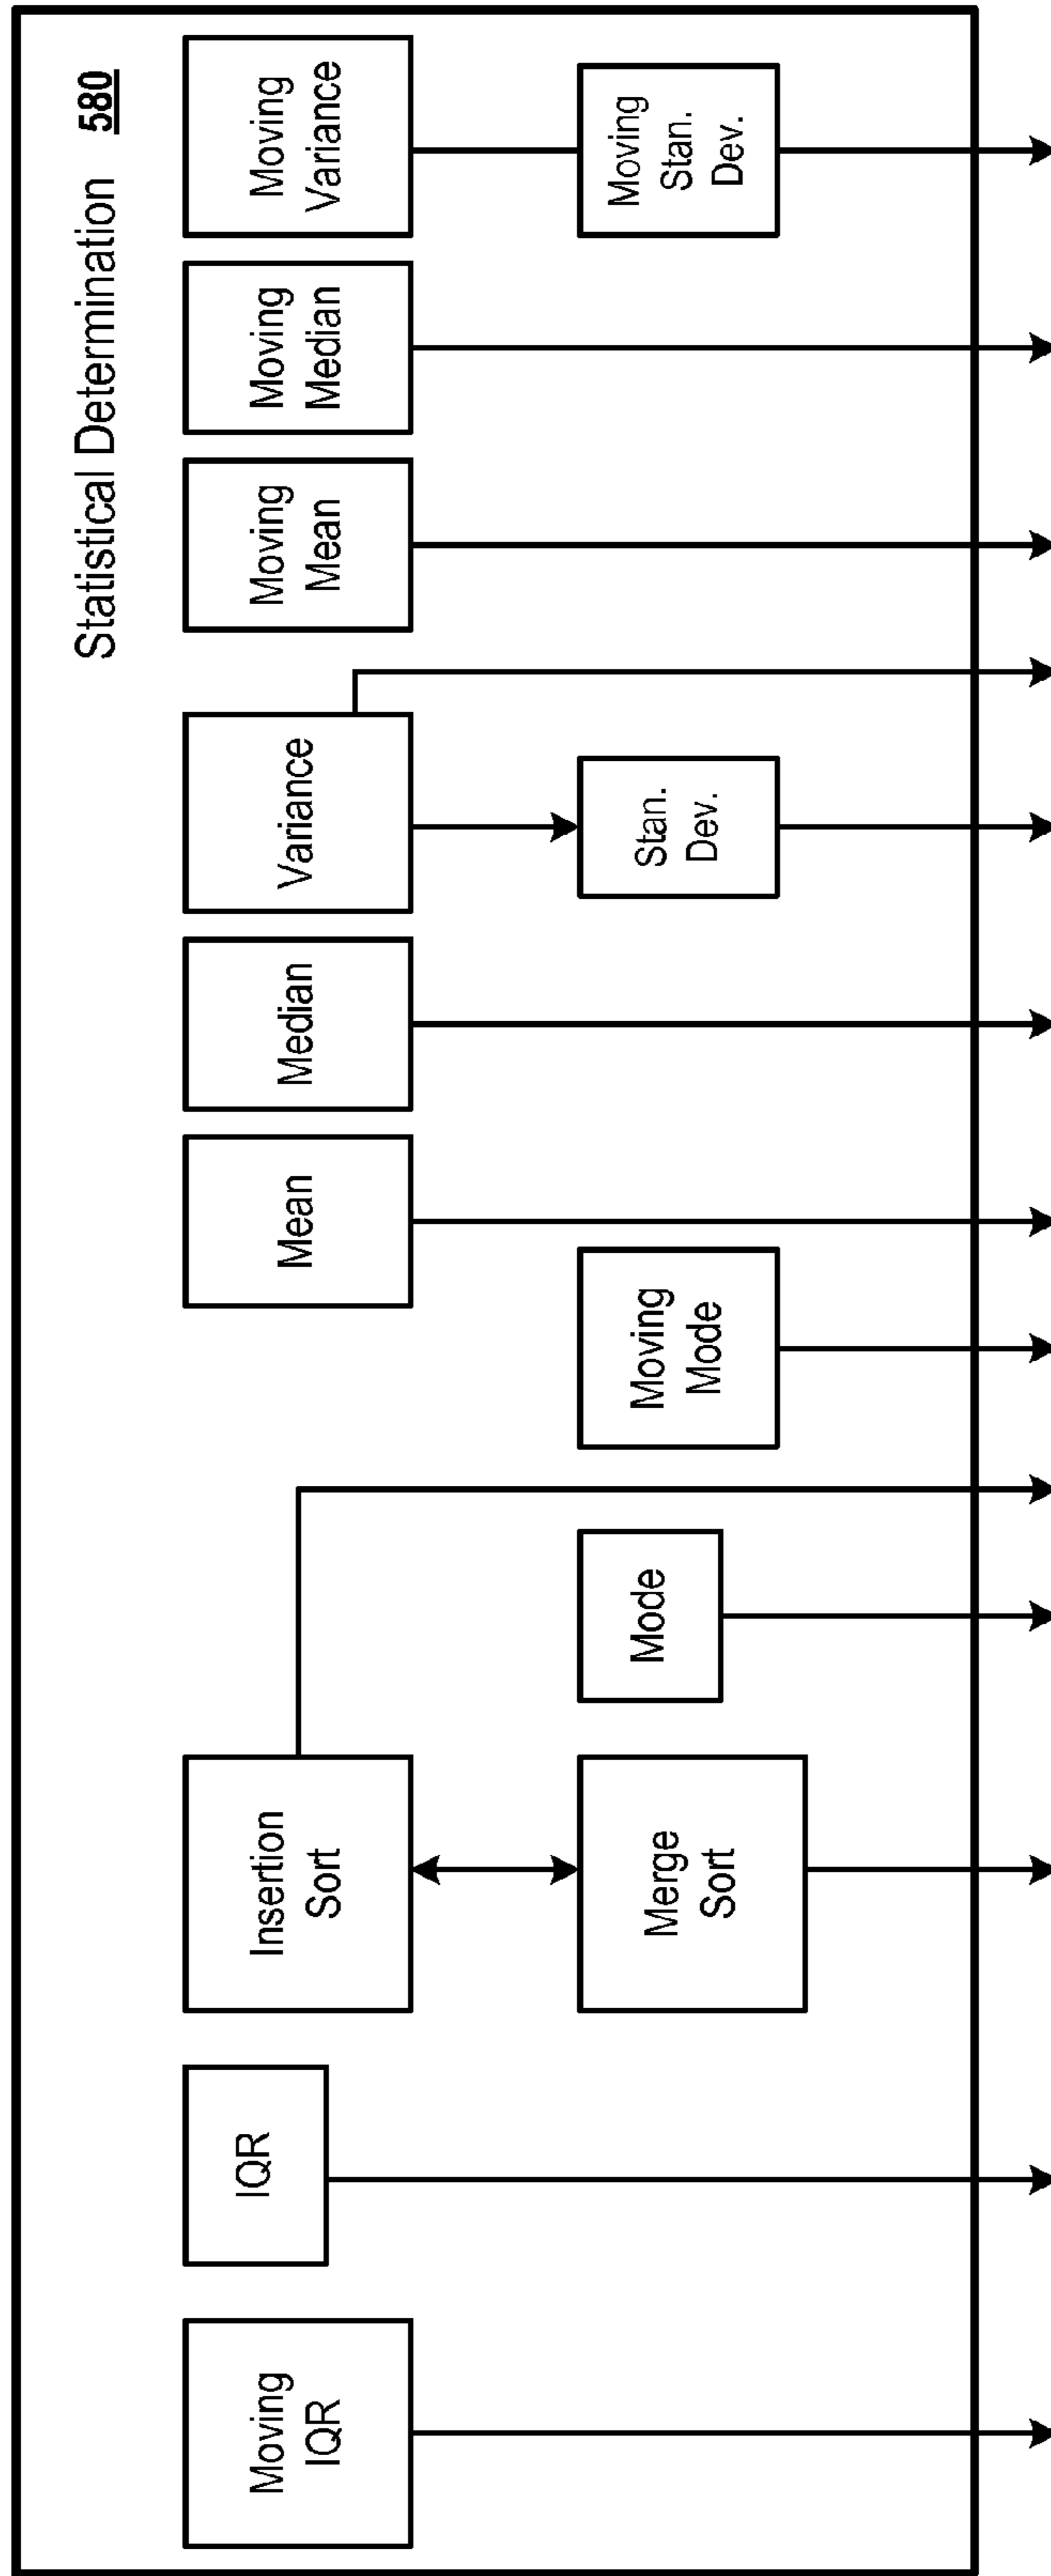 Statistical Determination 580
Moving
IQR
IQR
Insertion
Sort
Mean
Median
Variance
Moving
Mean
Moving
Median
Moving
Variance
Merge
Sort
Mode
Moving
Mode
Stan.
Dev.
Moving
Stan.
Dev.